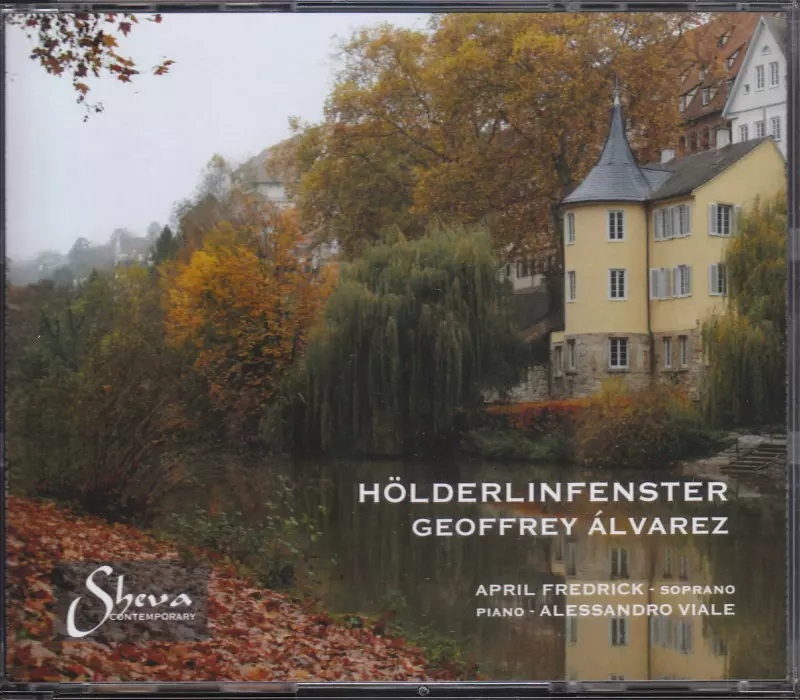 HÖLDERLINFENSTER
GEOFFREY ÁLVAREZ
APRIL FREDRICK - SOPRANO
PIANO - ALESSANDRO VIALE
Sheva
CONTEMPORARY